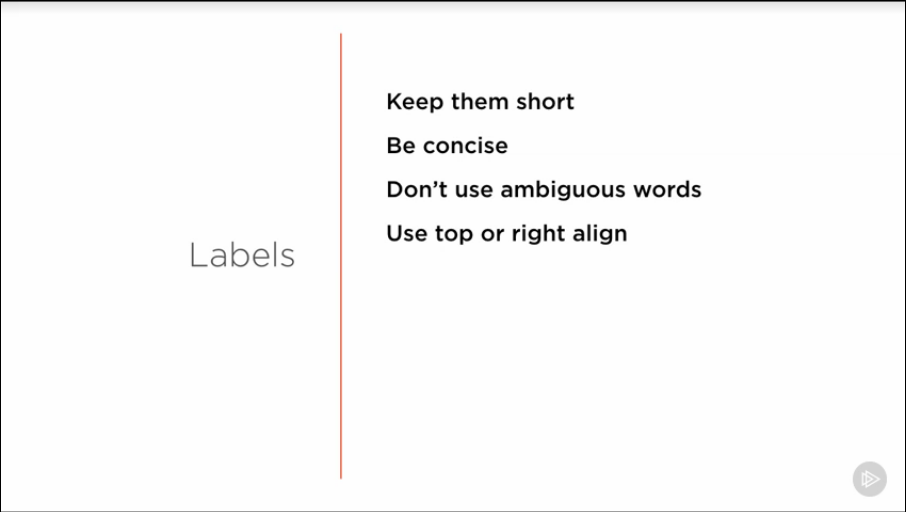 Labels
Keep them short
Be concise
Don’t use ambiguous words
Use top or right align